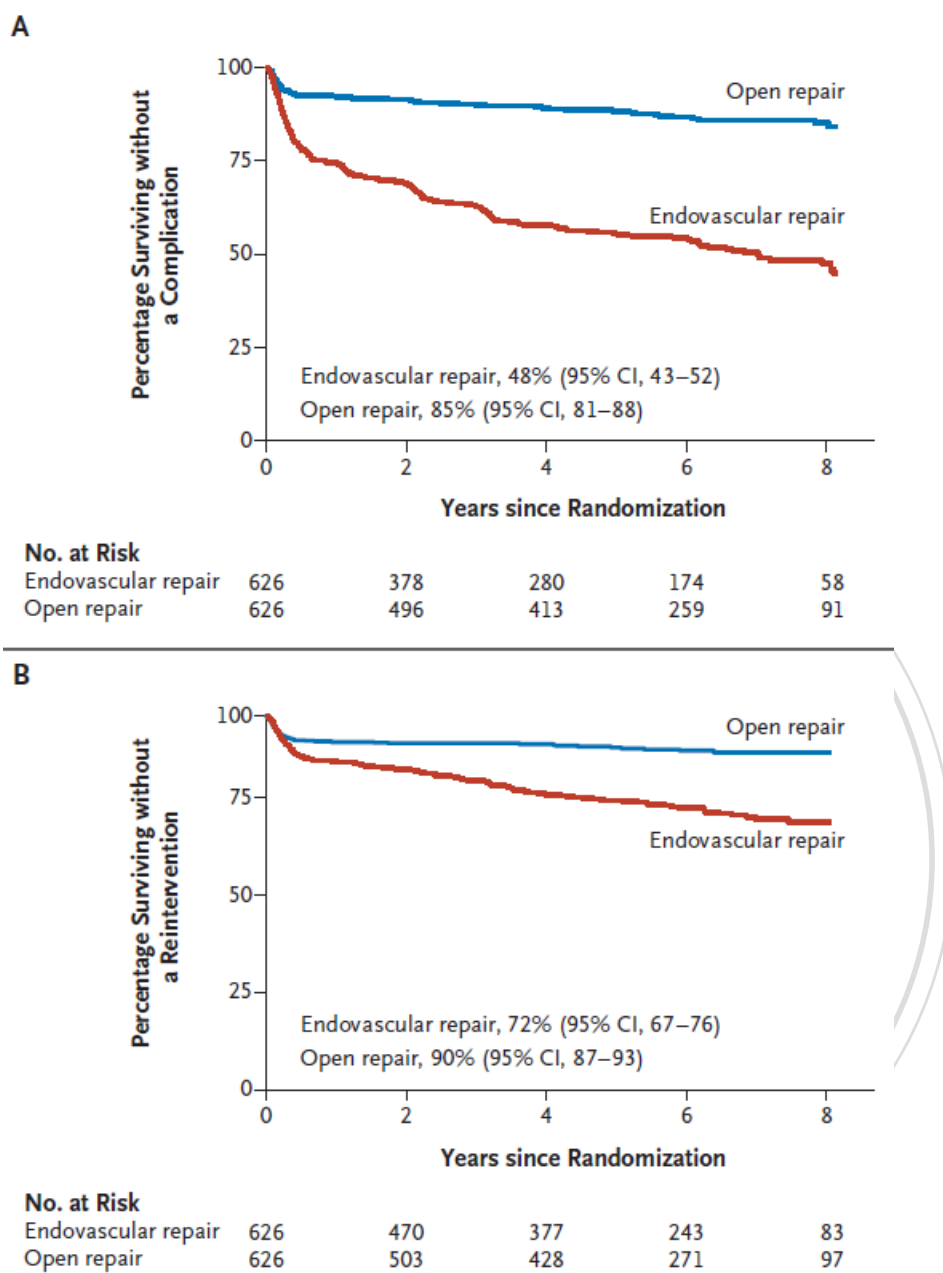 A
Percentage Surviving without
a Complication
100
75
50
25
0
Open repair
Endovascular repair
Endovascular repair, 48% (95% CI, 43–52)
Open repair, 85% (95% CI, 81–88)
0 2 4 6 8
Years since Randomization
No. at Risk
Endovascular repair 626 378 280 174 58
Open repair 626 496 413 259 91
B
Percentage Surviving without
a Reintervention
100
75
50
25
0
Open repair
Endovascular repair
Endovascular repair, 72% (95% CI, 67–76)
Open repair, 90% (95% CI, 87–93)
0 2 4 6 8
Years since Randomization
No. at Risk
Endovascular repair 626 470 377 243 83
Open repair 626 503 428 271 97